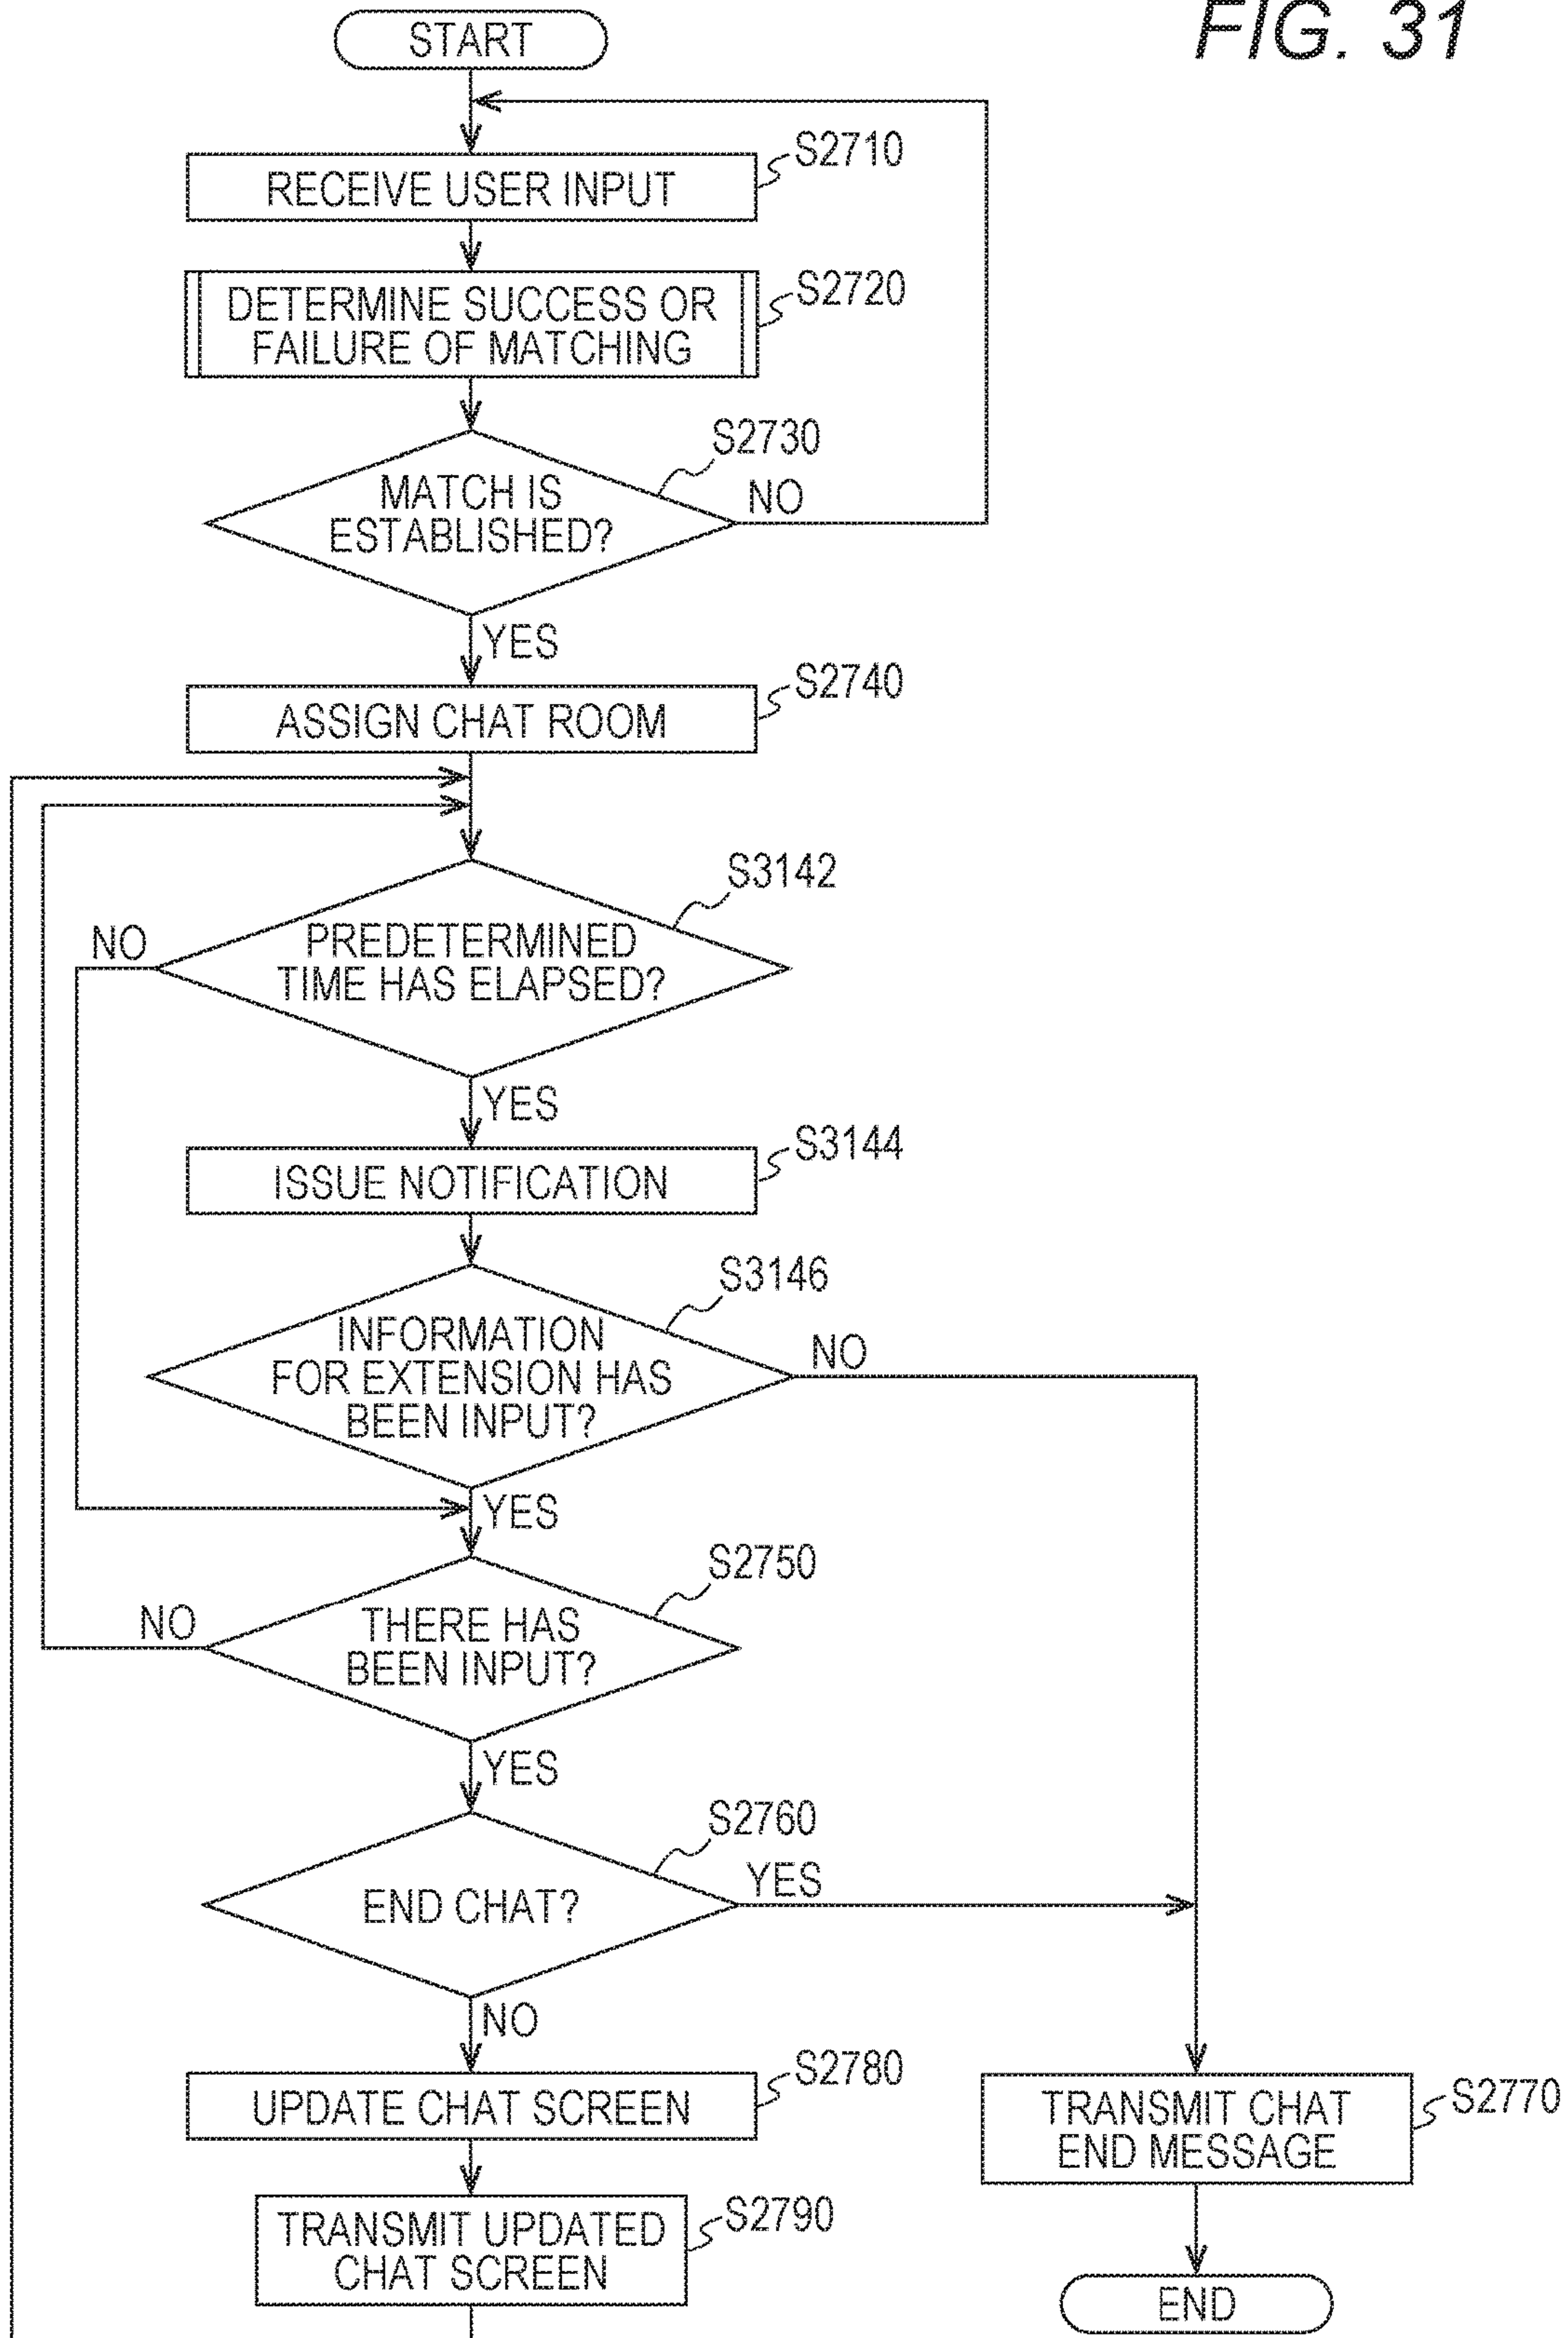 FIG. 31
START
S2710
RECEIVE USER INPUT
S2720
DETERMINE SUCCESS OR
FAILURE OF MATCHING
S2730
MATCH IS
ESTABLISHED?
NO
YES
S2740
ASSIGN CHAT ROOM
S3142
NO
PREDETERMINED
TIME HAS ELAPSED?
YES
S3144
ISSUE NOTIFICATION
S3146
INFORMATION
FOR EXTENSION HAS
BEEN INPUT?
NO
YES
S2750
NO
THERE HAS
BEEN INPUT?
YES
S2760
YES
END CHAT?
NO
S2780
UPDATE CHAT SCREEN
S2770
TRANSMIT CHAT
END MESSAGE
S2790
TRANSMIT UPDATED
CHAT SCREEN
END